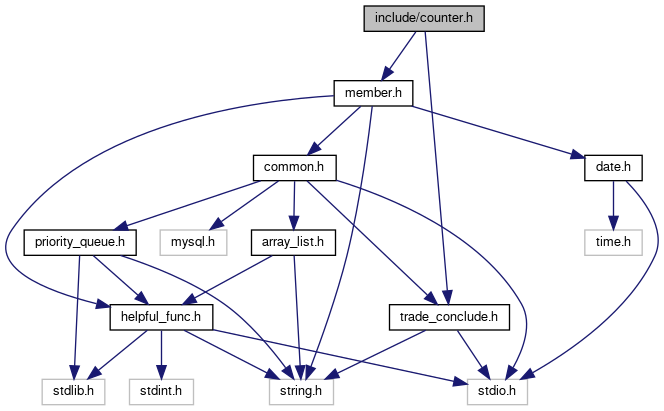 include/counter.h
member.h
common.h
date.h
priority_queue.h
mysql.h
array_list.h
time.h
helpful_func.h
trade_conclude.h
stdlib.h
stdint.h
string.h
stdio.h